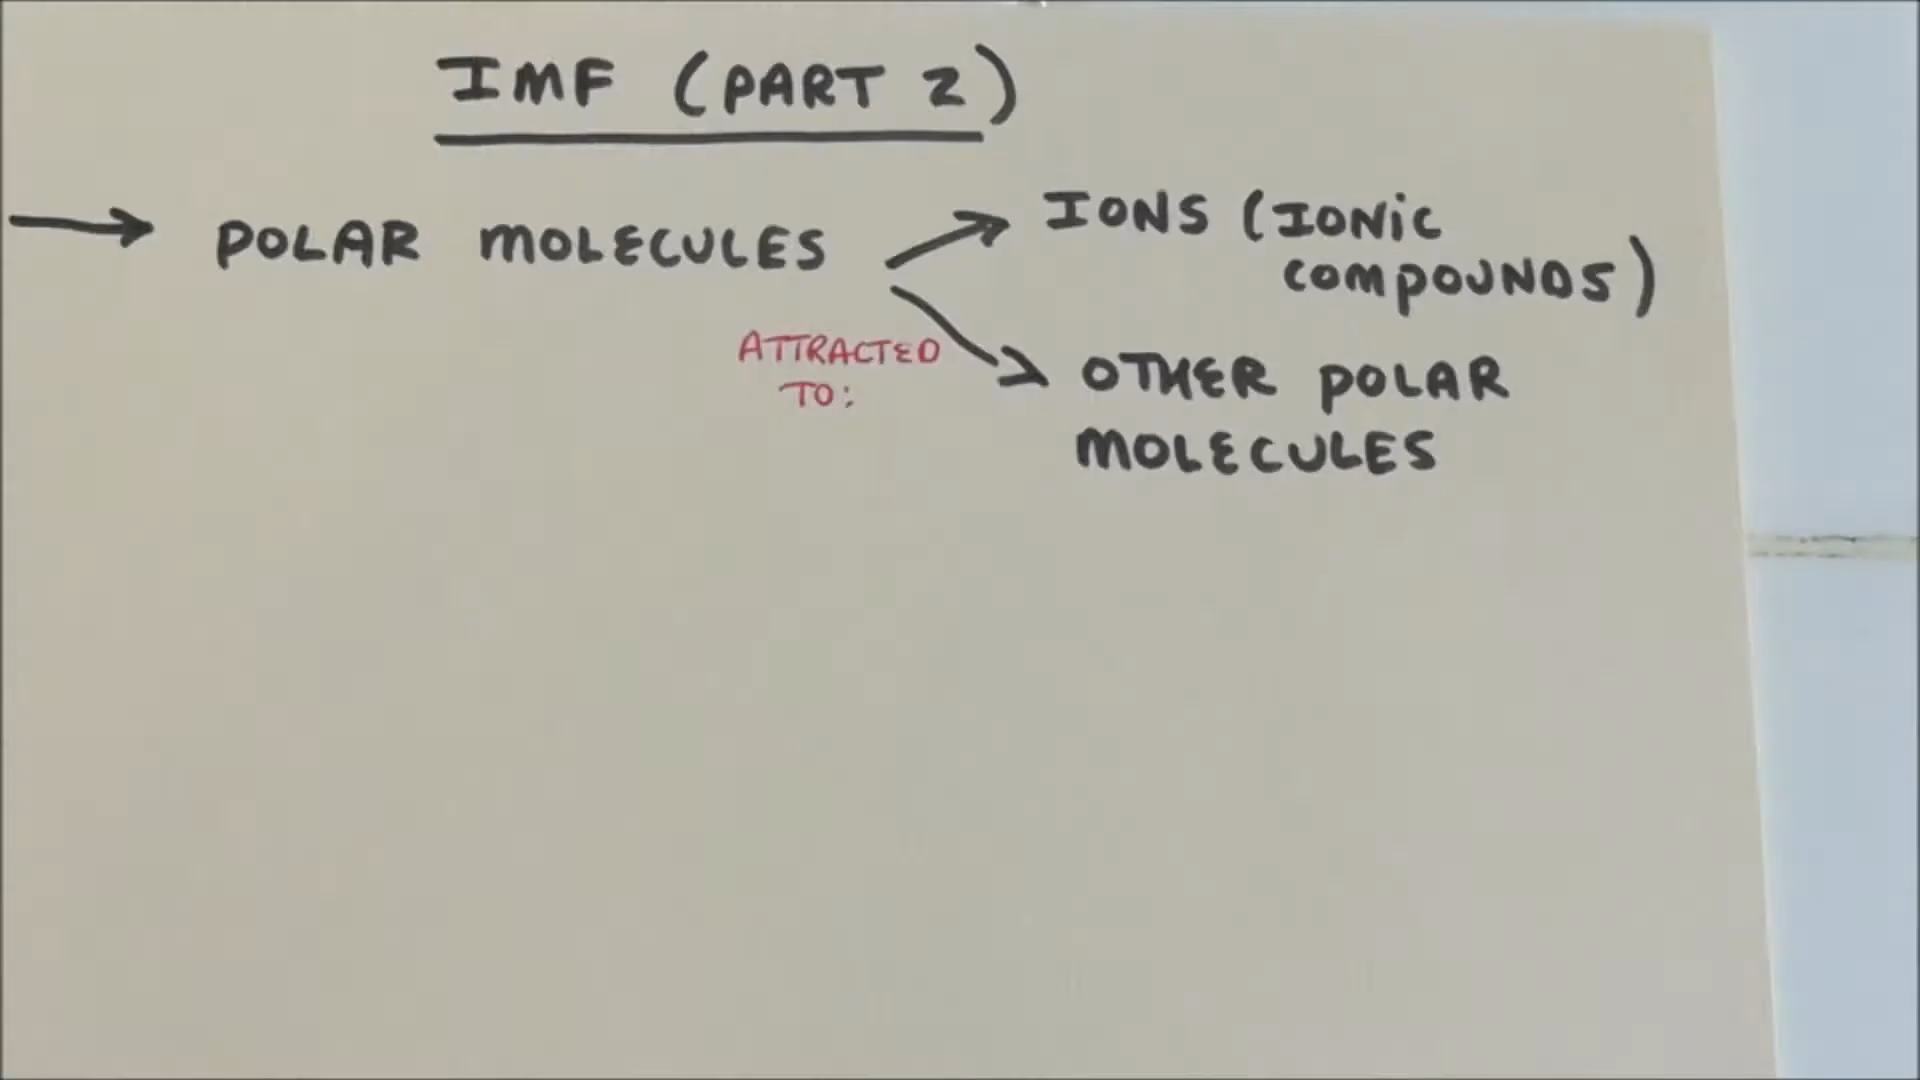 IMF (PART 2)
POLAR MOLECULES
IONS (IONiC
COMPOUNDS)
ATTRACTED
TO:
OTHER POLAR
MOLECULES